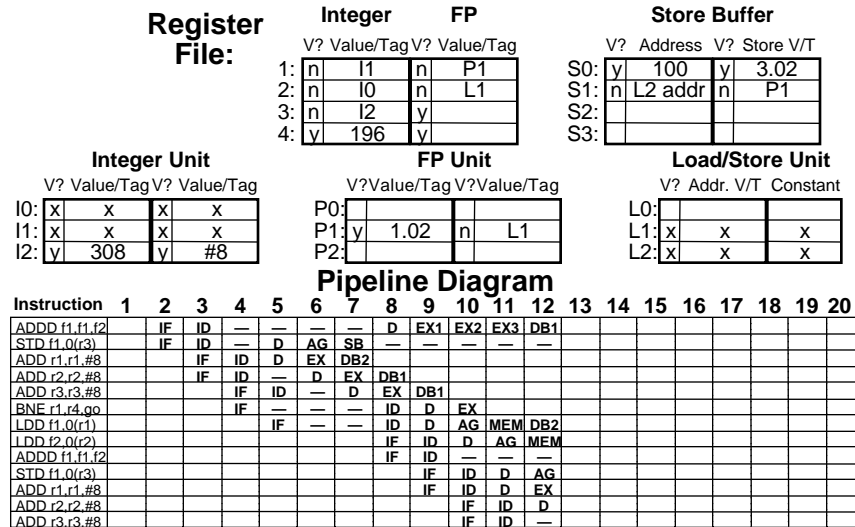 Register File:
Integer FP
V? Value/Tag V? Value/Tag
1: n I1 n P1
2: n I0 n L1
3: n I2 y
4: y 196 y
Store Buffer
V? Address V? Store V/T
S0: y 100 y 3.02
S1: n L2 addr n P1
S2:
S3:
Integer Unit
V? Value/Tag V? Value/Tag
I0: x x x x
I1: x x x x
I2: y 308 y #8
FP Unit
V?Value/Tag V?Value/Tag
P0:
P1: y 1.02 n L1
P2:
Load/Store Unit
V? Addr. V/T Constant
L0:
L1: x x x
L2: x x x
Pipeline Diagram
Instruction 1 2 3 4 5 6 7 8 9 10 11 12 13 14 15 16 17 18 19 20
ADDD f1,f1,f2 IF ID — — — — D EX1 EX2 EX3 DB1
STD f1,0(r3) IF ID — D AG SB — — — — —
ADD r1,r1,#8 IF ID D EX DB2
ADD r2,r2,#8 IF ID — D EX DB1
ADD r3,r3,#8 IF ID — D EX DB1
BNE r1,r4,go IF — — — ID D EX
LDD f1,0(r1) IF — — ID D AG MEM DB2
LDD f2,0(r2) IF ID D AG MEM
ADDD f1,f1,f2 IF ID — — —
STD f1,0(r3) IF ID D AG
ADD r1,r1,#8 IF ID D EX
ADD r2,r2,#8 IF ID D
ADD r3,r3,#8 IF ID —